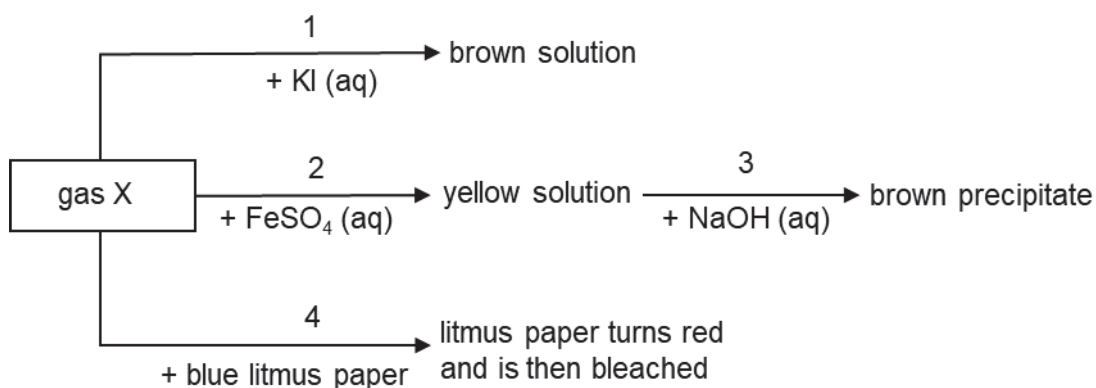 1
+ KI (aq)
brown solution
gas X
2
+ FeSO₄ (aq)
yellow solution
3
+ NaOH (aq)
brown precipitate
4
+ blue litmus paper
litmus paper turns red
and is then bleached